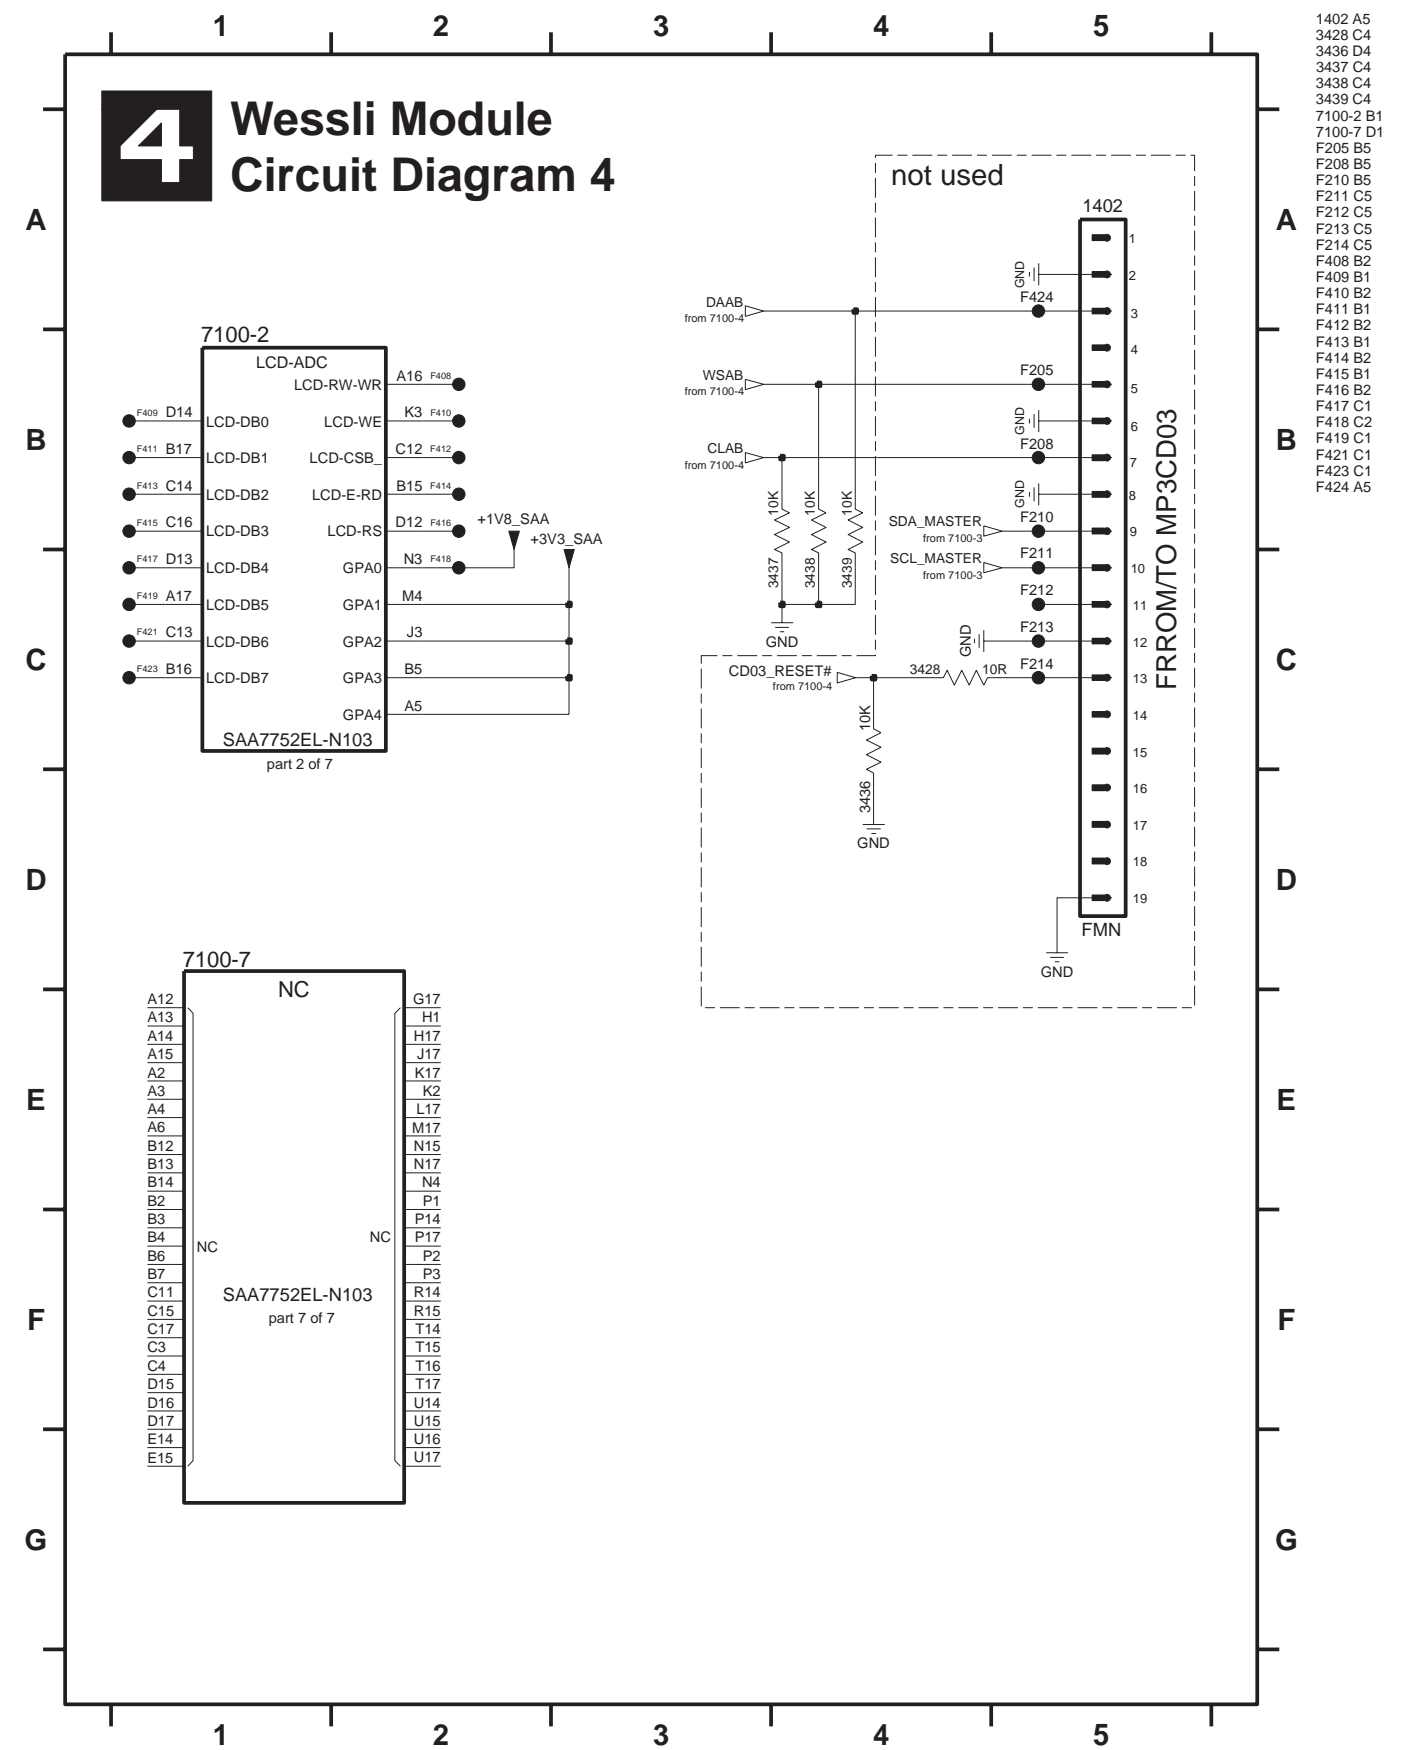 1 2 3 4 5
1402 A5
3428 C4
3436 D4
3437 C4
3438 C4
3439 C4
7100-2 B1
7100-7 D1
F205 B5
F208 B5
F210 B5
F211 C5
F212 C5
F213 C5
F214 C5
F408 B2
F409 B1
F410 B2
F411 B1
F412 B2
F413 B1
F414 B2
F415 B1
F416 B2
F417 C1
F418 C2
F419 C1
F421 C1
F423 C1
F424 A5
4
Wessli Module
Circuit Diagram 4
A
B
C
D
E
F
G
A
B
C
D
E
F
G
7100-2
LCD-ADC
LCD-RW-WR A16 F408
F409 D14 LCD-DB0 LCD-WE K3 F410
F411 B17 LCD-DB1 LCD-CSB_ C12 F412
F413 C14 LCD-DB2 LCD-E-RD B15 F414
F415 C16 LCD-DB3 LCD-RS D12 F416
F417 D13 LCD-DB4 GPA0 N3 F418
F419 A17 LCD-DB5 GPA1 M4
F421 C13 LCD-DB6 GPA2 J3
F423 B16 LCD-DB7 GPA3 B5
GPA4 A5
+1V8_SAA
+3V3_SAA
SAA7752EL-N103
part 2 of 7
not used
1402
1
GND 2
DAAB
from 7100-4
F424 3
4
WSAB
from 7100-4
F205 5
GND 6
CLAB
from 7100-4
F208 7
GND 8
10K 10K 10K
3437 3438 3439
GND
SDA_MASTER
from 7100-3
F210 9
SCL_MASTER
from 7100-3
F211 10
F212 11
GND F213 12
CD03_RESET#
from 7100-4
3428 10R F214 13
10K
3436
GND
14
15
16
17
18
19
FMN
GND
FRROM/TO MP3CD03
7100-7
NC
A12 G17
A13 H1
A14 H17
A15 J17
A2 K17
A3 K2
A4 L17
A6 M17
B12 N15
B13 N17
B14 N4
B2 P1
B3 P14
B4 P17
B6 P2
B7 P3
C11 R14
C15 R15
C17 T14
C3 T15
C4 T16
D15 T17
D16 U14
D17 U15
E14 U16
E15 U17
NC NC
SAA7752EL-N103
part 7 of 7
1 2 3 4 5